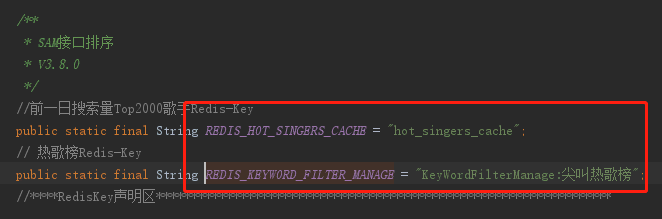 /**
* SAM接口排序
* V3.8.0
*/
//前一日搜索量Top2000歌手Redis-Key
public static final String REDIS_HOT_SINGERS_CACHE = "hot_singers_cache";
// 热歌榜Redis-Key
public static final String REDIS_KEYWORD_FILTER_MANAGE = "KeyWordFilterManage:尖叫热歌榜";
//****RedisKey声明区*****************************************************************